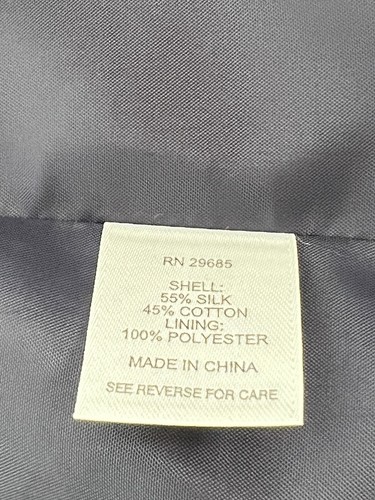 RN 29685
SHELL:
55% SILK
45% COTTON
LINING:
100% POLYESTER
MADE IN CHINA
SEE REVERSE FOR CARE